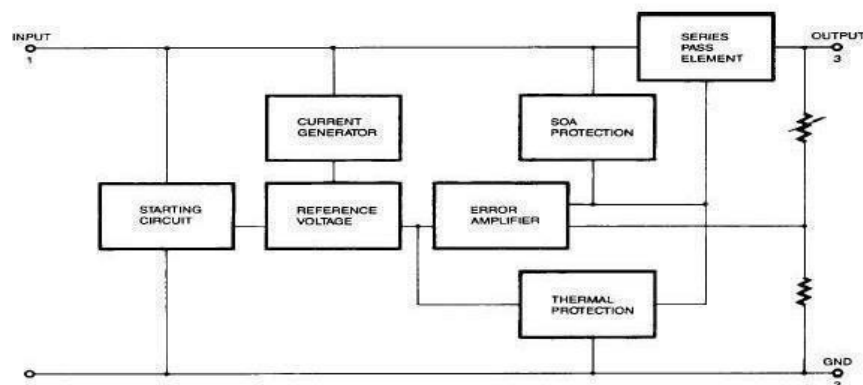 INPUT
1
SERIES
PASS
ELEMENT
OUTPUT
3
CURRENT
GENERATOR
SOA
PROTECTION
STARTING
CIRCUIT
REFERENCE
VOLTAGE
ERROR
AMPLIFIER
THERMAL
PROTECTION
GND
2